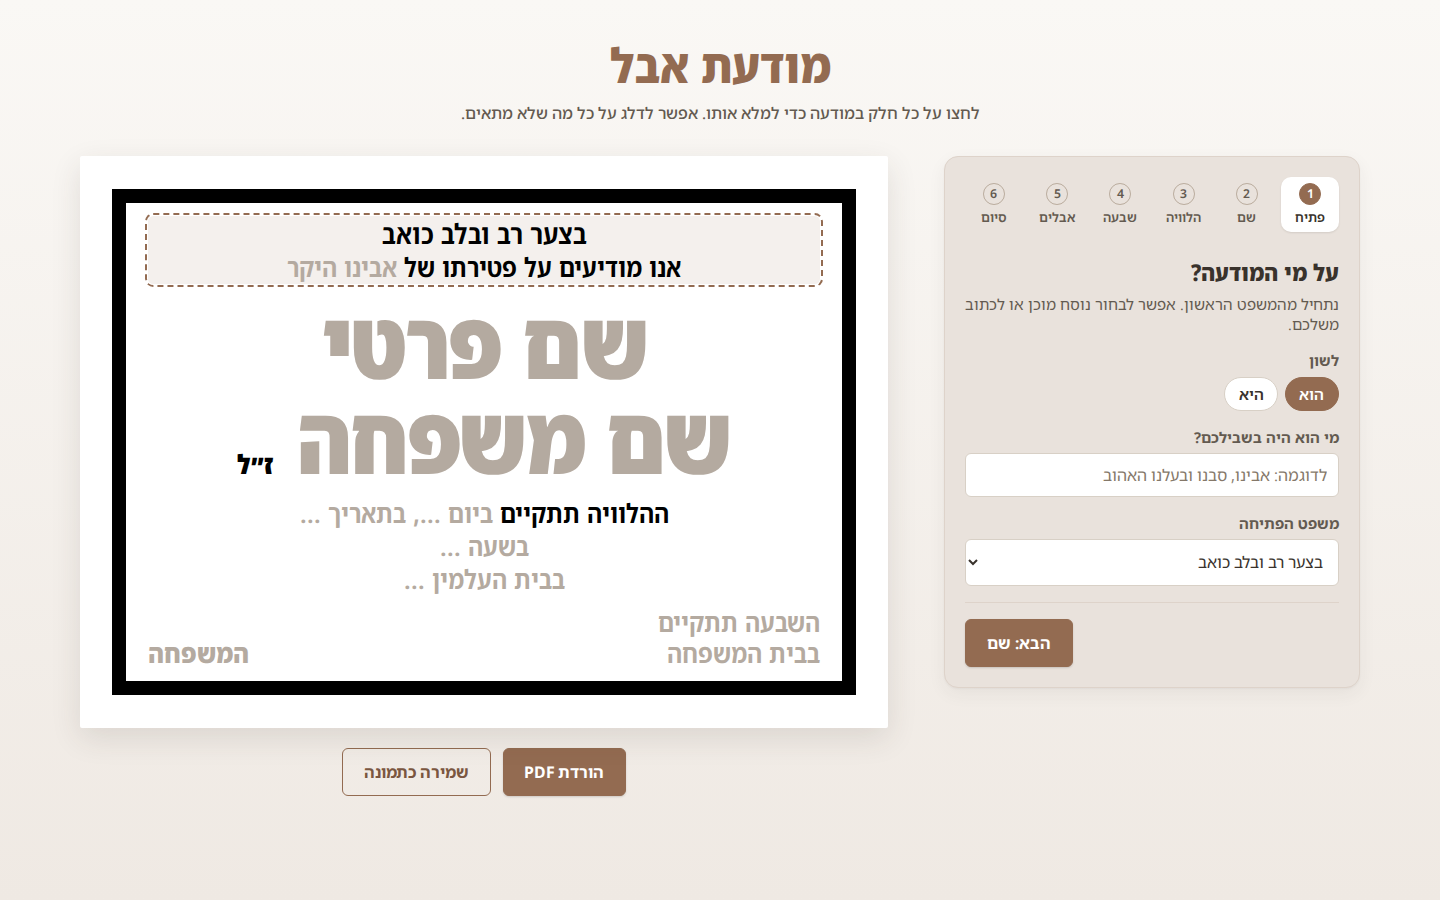 מודעת אבל
לחצו על כל חלק במודעה כדי למלא אותו. אפשר לדלג על כל מה שלא מתאים.
1
פתיח
2
שם
3
הלוויה
4
שבעה
5
אבלים
6
סיום
על מי המודעה?
נתחיל מהמשפט הראשון. אפשר לבחור נוסח מוכן או לכתוב
משלכם.
לשון
הוא
היא
מי הוא היה בשבילכם?
לדוגמה: אבינו, סבנו ובעלנו האהוב
משפט הפתיחה
בצער רב ובלב כואב
הבא: שם
בצער רב ובלב כואב
אנו מודיעים על פטירתו של אבינו היקר
שם פרטי
שם משפחה ז״ל
ההלוויה תתקיים ביום ..., בתאריך ...
בשעה ...
בבית העלמין ...
השבעה תתקיים
בבית המשפחה
המשפחה
הורדת PDF
שמירה כתמונה